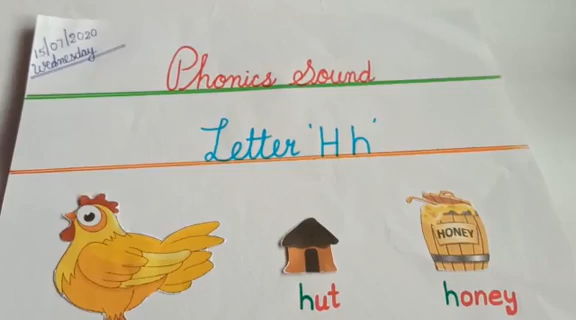 15/07/2020
Wednesday
Phonics Sound
Letter 'H h'
HONEY
hut
honey